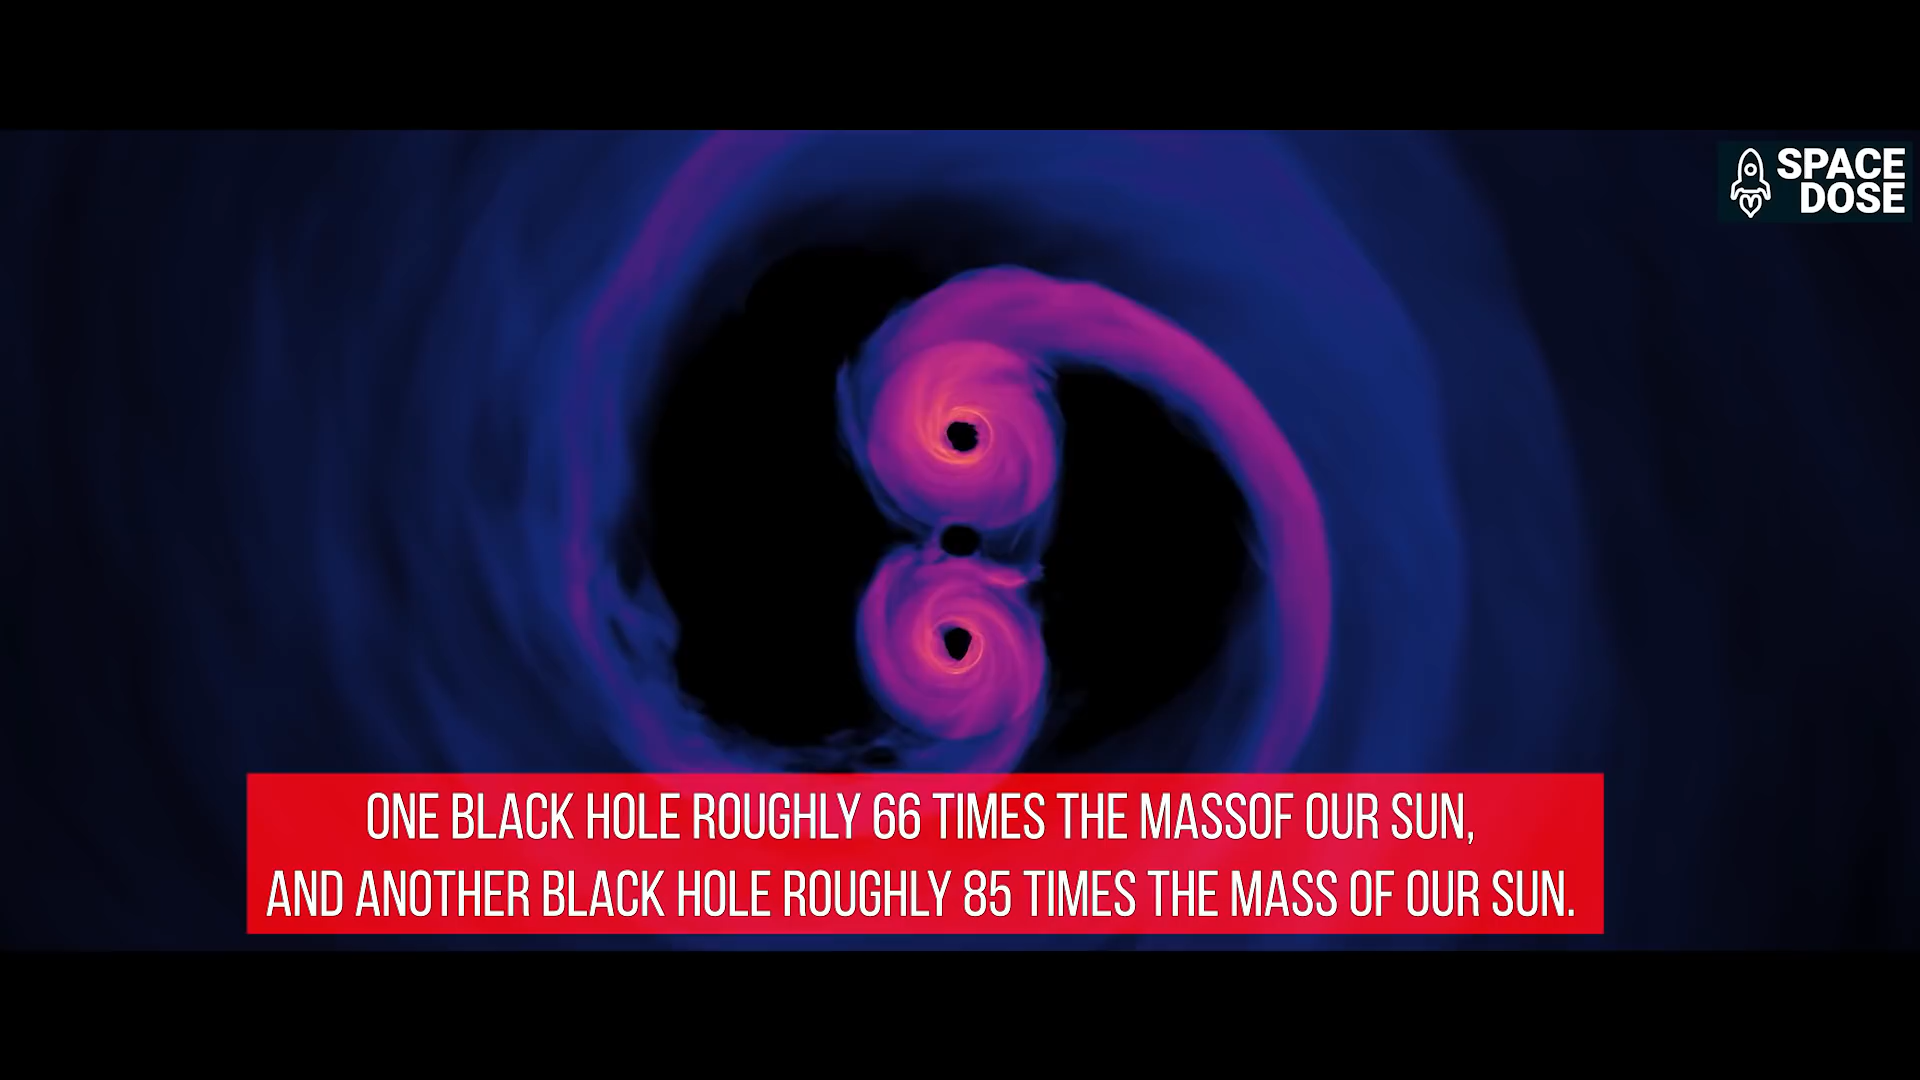 SPACE
DOSE
ONE BLACK HOLE ROUGHLY 66 TIMES THE MASSOF OUR SUN,
AND ANOTHER BLACK HOLE ROUGHLY 85 TIMES THE MASS OF OUR SUN.